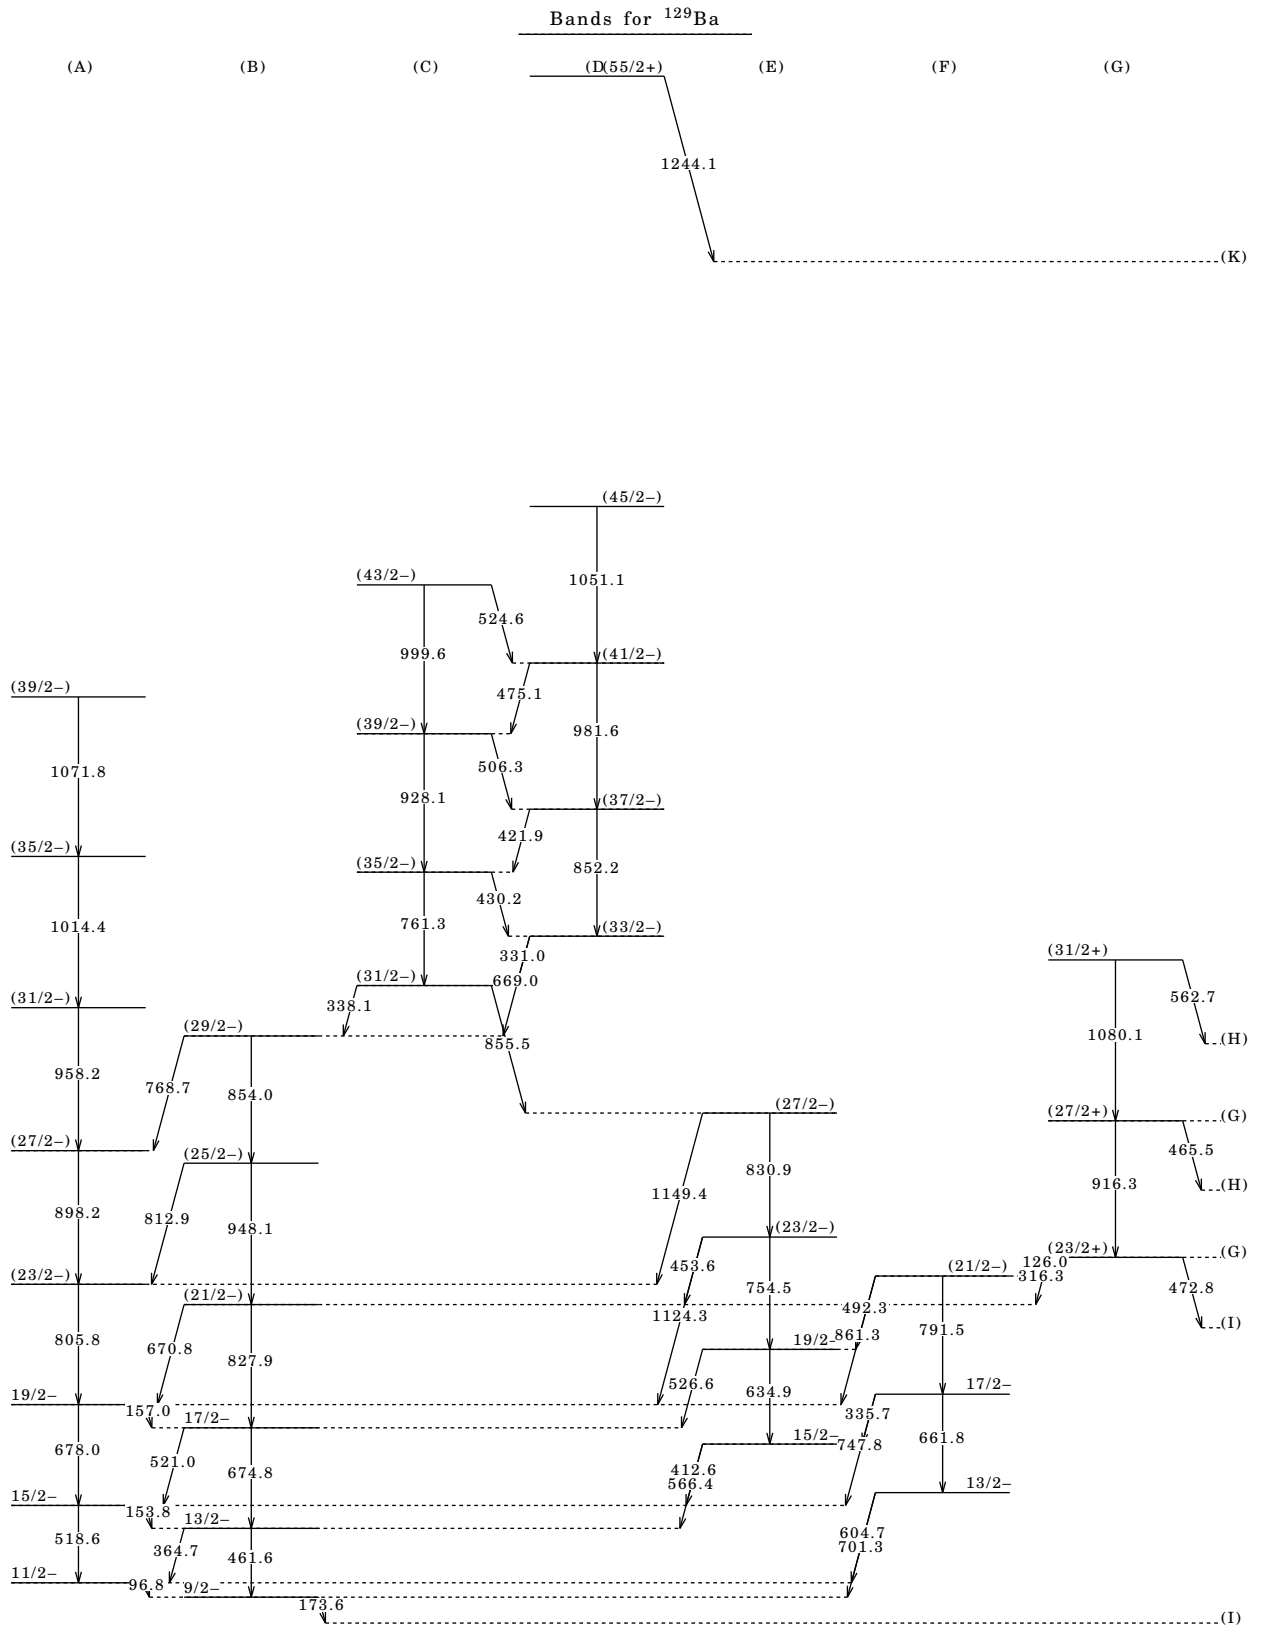 Bands for ¹²⁹Ba
(A) (B) (C) (D) (55/2+) (E) (F) (G)
1244.1
(K)
(45/2−)
(43/2−) 1051.1
524.6
999.6 (41/2−)
(39/2−) 475.1
(39/2−) 981.6
1071.8 506.3
928.1 (37/2−)
(35/2−) 421.9
(35/2−) 852.2
430.2
1014.4 761.3 (33/2−)
331.0 (31/2+)
(31/2−) 669.0
(31/2−) 338.1 562.7
(29/2−) 1080.1 (H)
855.5
958.2 768.7 854.0
(27/2−) (27/2+) (G)
(27/2−) 465.5
(25/2−) 830.9
916.3 (H)
1149.4
898.2 812.9 948.1 (23/2−)
(23/2+) (G)
453.6 (21/2−) 126.0
(23/2−) 754.5 316.3 472.8
(21/2−) 492.3
1124.3 (I)
805.8 670.8 827.9 861.3 791.5
19/2−
526.6 634.9 17/2−
19/2− 157.0 17/2− 335.7
678.0 15/2− 747.8 661.8
521.0 674.8 412.6
566.4 13/2−
15/2− 153.8 13/2−
518.6 364.7 461.6 604.7
701.3
11/2− 96.8 9/2−
173.6
(I)